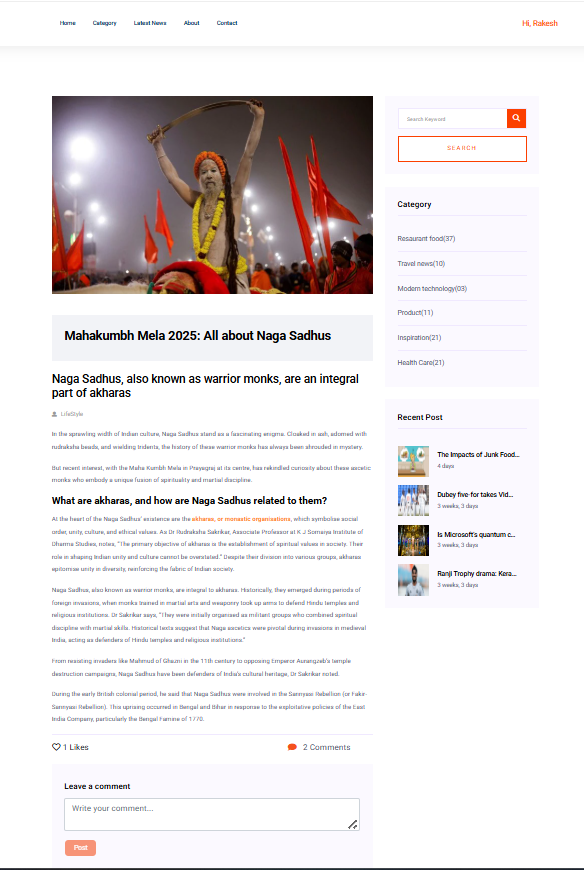 Home Category Latest News About Contact
Hi, Rakesh
Mahakumbh Mela 2025: All about Naga Sadhus
Naga Sadhus, also known as warrior monks, are an integral
part of akharas
LifeStyle
In the sprawling width of Indian culture, Naga Sadhus stand as a fascinating enigma. Cloaked in ash, adorned with
rudraksha beads, and wielding tridents, the history of these warrior monks has always been shrouded in mystery.
But recent interest, with the Maha Kumbh Mela in Prayagraj at its centre, has rekindled curiosity about these ascetic
monks who embody a unique fusion of spirituality and martial discipline.
What are akharas, and how are Naga Sadhus related to them?
At the heart of the Naga Sadhus' existence are the akharas, or monastic organisations, which symbolise social
order, unity, culture, and ethical values. As Dr Rudraksha Sakrikar, Associate Professor at K J Somaiya Institute of
Dharma Studies, notes, "The primary objective of akharas is the establishment of spiritual values in society. Their
role in shaping Indian unity and culture cannot be overstated." Despite their division into various groups, akharas
epitomise unity in diversity, reinforcing the fabric of Indian society.
Naga Sadhus, also known as warrior monks, are integral to akharas. Historically, they emerged during periods of
foreign invasions, when monks trained in martial arts and weaponry took up arms to defend Hindu temples and
religious institutions. Dr Sakrikar says, "They were initially organised as militant groups who combined spiritual
discipline with martial skills. Historical texts suggest that Naga ascetics were pivotal during invasions in medieval
India, acting as defenders of Hindu temples and religious institutions."
From resisting invaders like Mahmud of Ghazni in the 11th century to opposing Emperor Aurangzeb's temple
destruction campaigns, Naga Sadhus have been defenders of India's cultural heritage, Dr Sakrikar noted.
During the early British colonial period, he said that Naga Sadhus were involved in the Sannyasi Rebellion (or Fakir-
Sannyasi Rebellion). This uprising occurred in Bengal and Bihar in response to the exploitative policies of the East
India Company, particularly the Bengal Famine of 1770.
1 Likes
2 Comments
Leave a comment
Write your comment...
Post
Search Keyword
SEARCH
Category
Resaurant food(37)
Travel news(10)
Modern technology(03)
Product(11)
Inspiration(21)
Health Care(21)
Recent Post
The Impacts of Junk Food...
4 days
Dubey five-for takes Vid...
3 weeks, 3 days
Is Microsoft's quantum c...
3 weeks, 3 days
Ranji Trophy drama: Kera...
3 weeks, 3 days